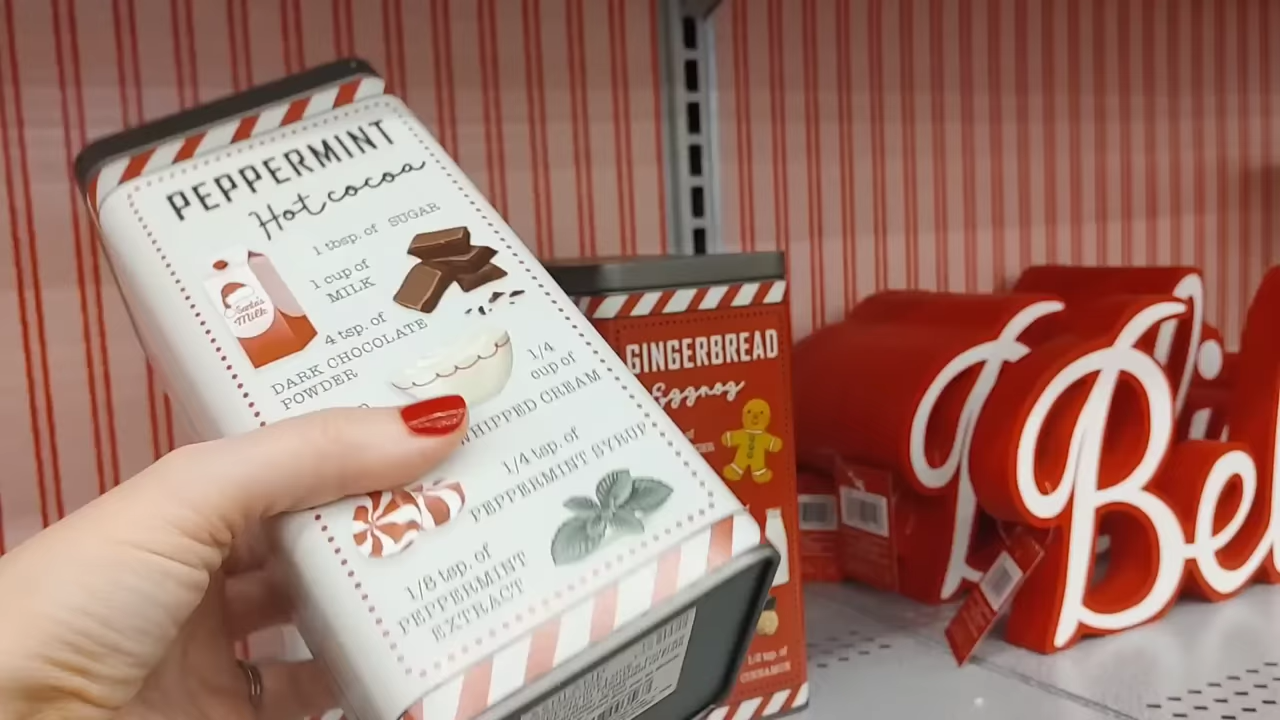 PEPPERMINT
Hot cocoa
1 tbsp. of SUGAR
1 cup of
MILK
Santa's
Milk
4 tsp. of
DARK CHOCOLATE
POWDER
1/4
cup of
WHIPPED CREAM
1/4 tsp. of
PEPPERMINT SYRUP
1/8 tsp. of
PEPPERMINT
EXTRACT
GINGERBREAD
Eggnog
1/2 tsp. of
CINNAMON
Be